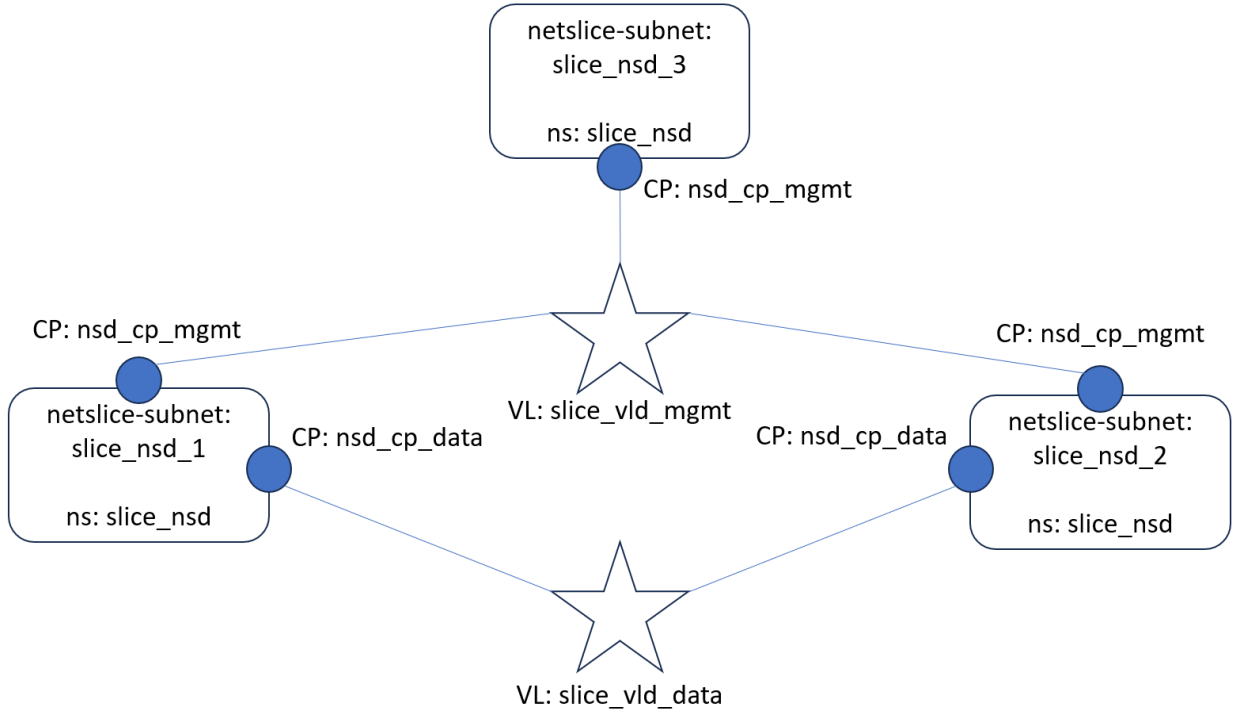 netslice-subnet:
slice_nsd_3
ns: slice_nsd
CP: nsd_cp_mgmt
CP: nsd_cp_mgmt
CP: nsd_cp_mgmt
VL: slice_vld_mgmt
netslice-subnet:
slice_nsd_1
ns: slice_nsd
CP: nsd_cp_data
CP: nsd_cp_data
netslice-subnet:
slice_nsd_2
ns: slice_nsd
VL: slice_vld_data